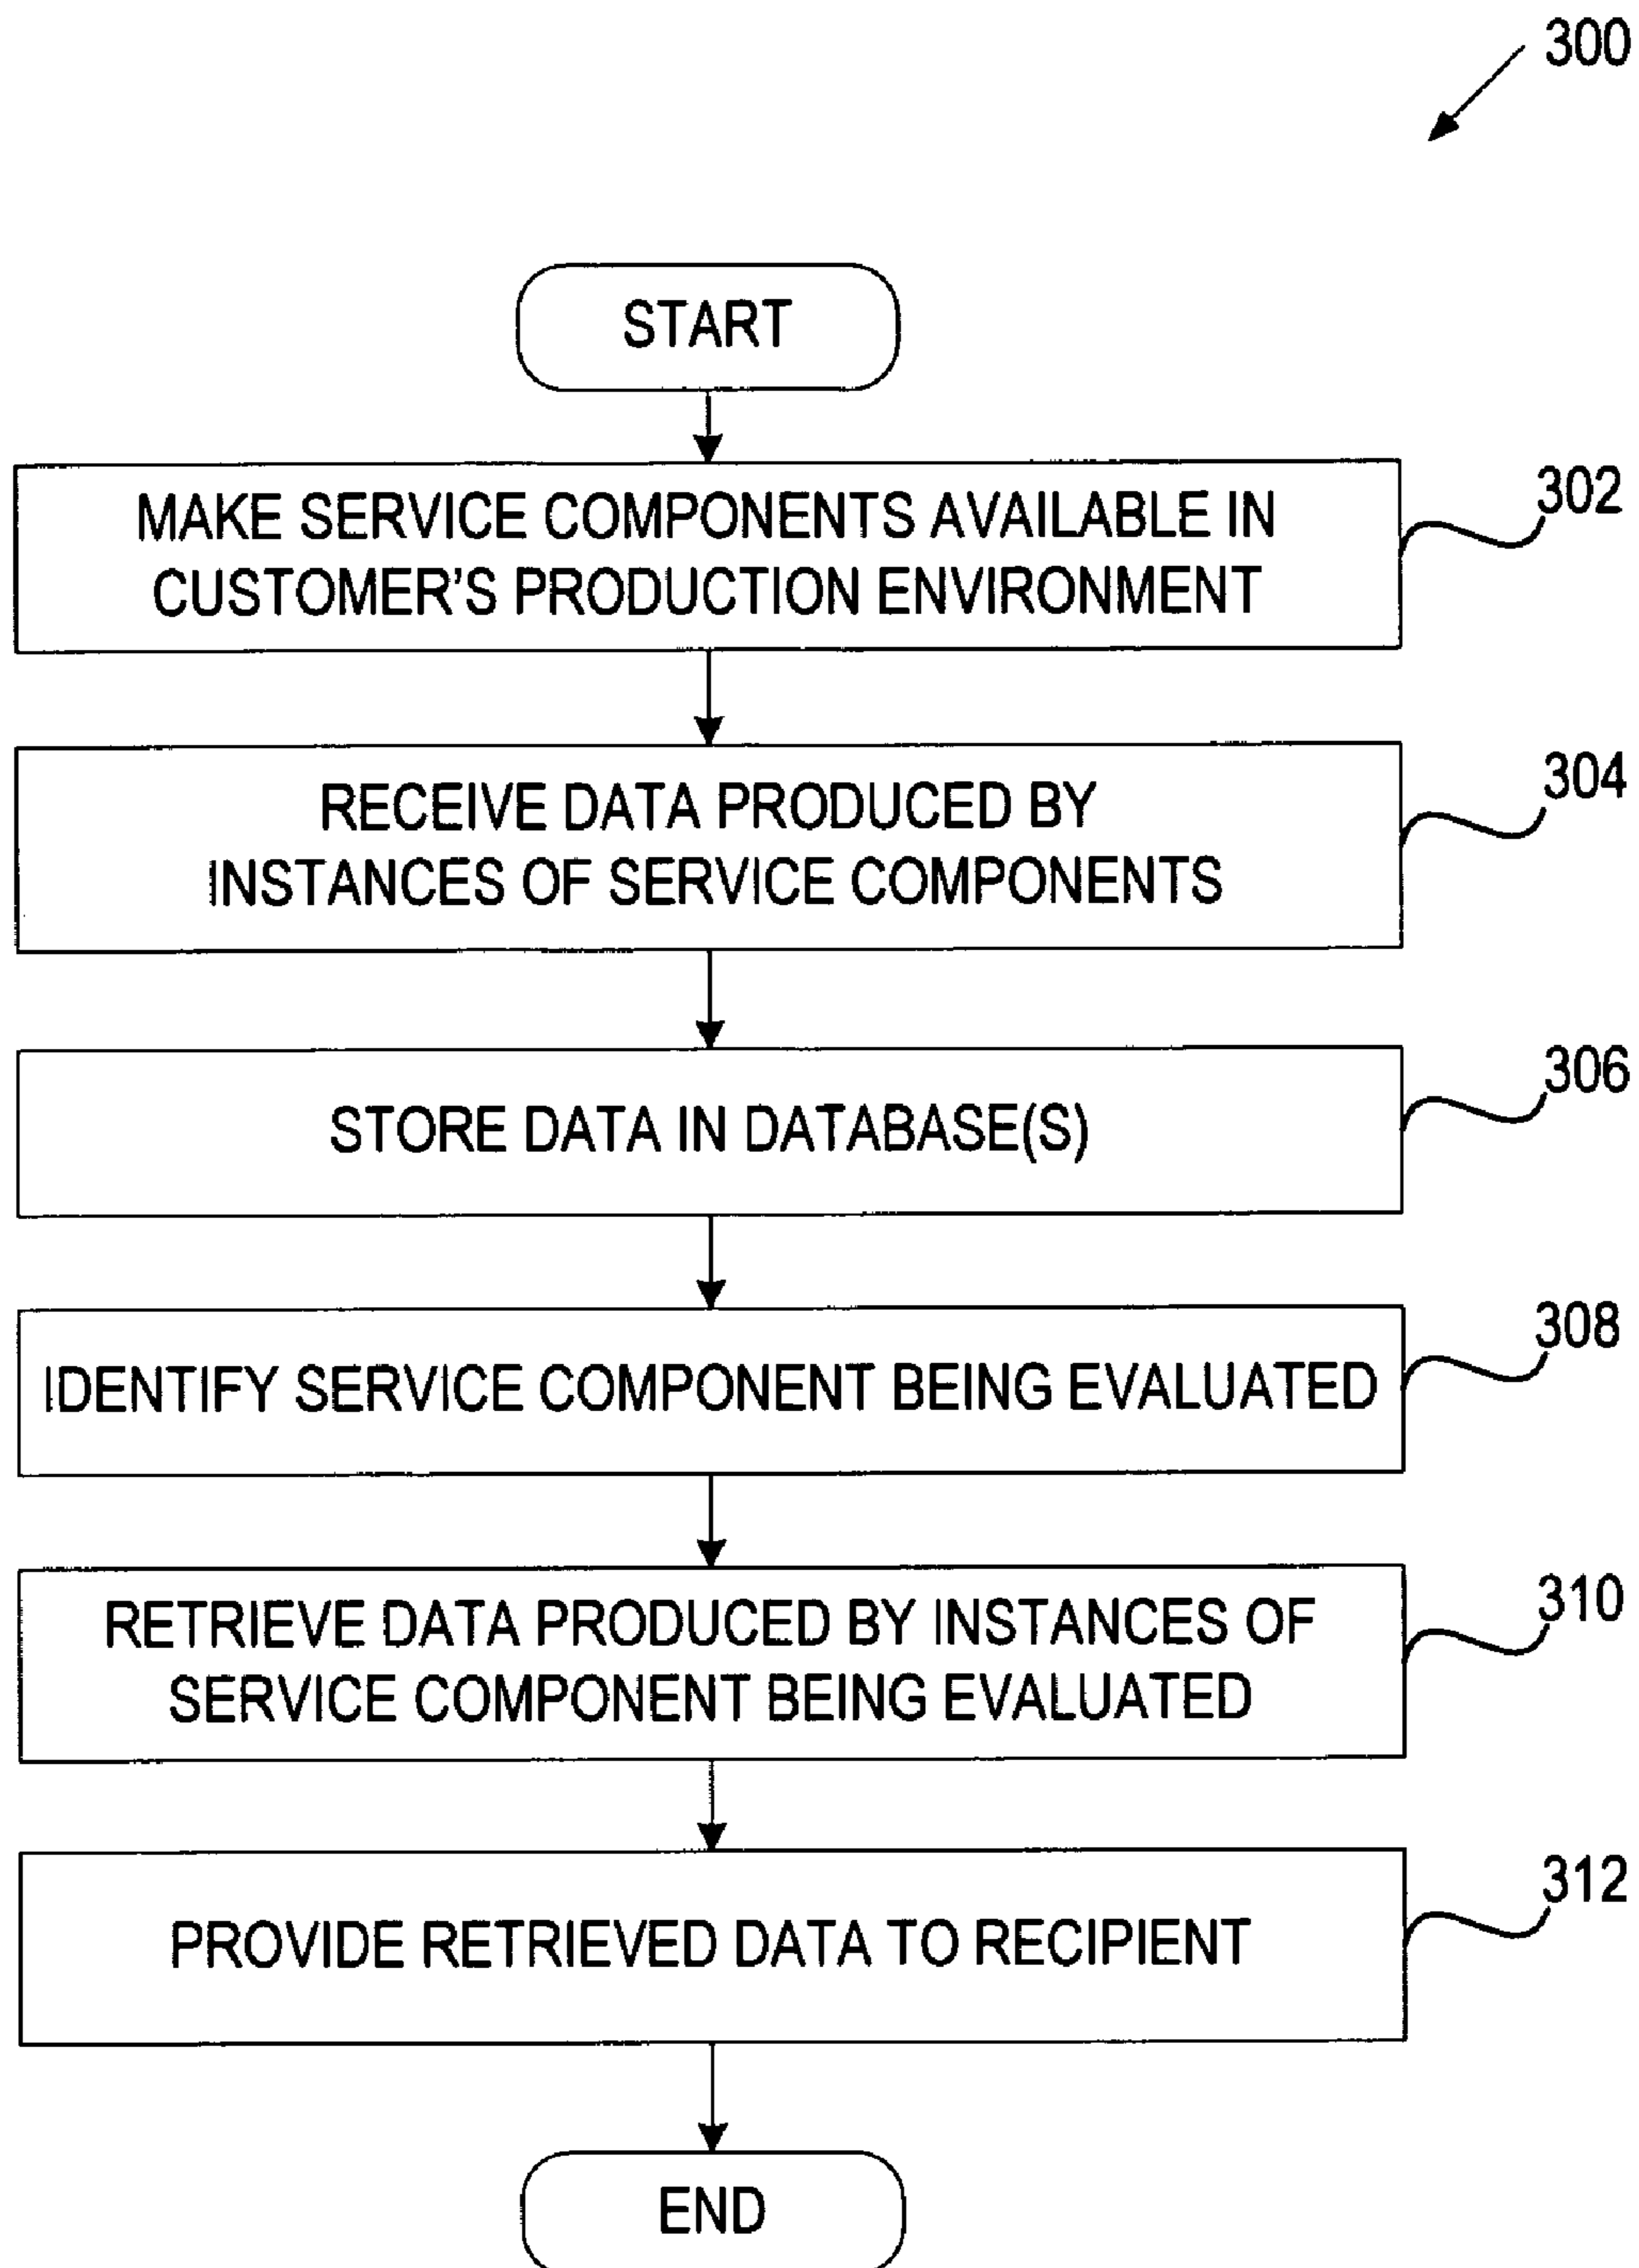 300
START
MAKE SERVICE COMPONENTS AVAILABLE IN
CUSTOMER'S PRODUCTION ENVIRONMENT
302
RECEIVE DATA PRODUCED BY
INSTANCES OF SERVICE COMPONENTS
304
STORE DATA IN DATABASE(S)
306
IDENTIFY SERVICE COMPONENT BEING EVALUATED
308
RETRIEVE DATA PRODUCED BY INSTANCES OF
SERVICE COMPONENT BEING EVALUATED
310
PROVIDE RETRIEVED DATA TO RECIPIENT
312
END